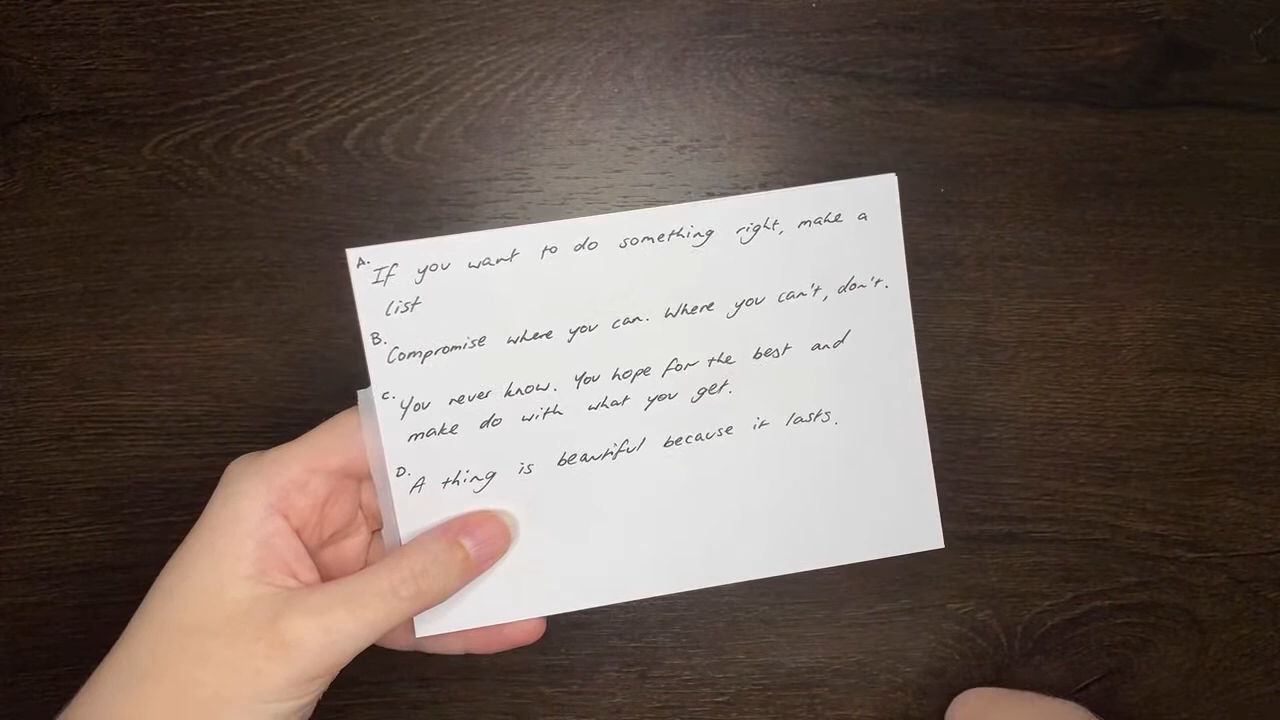 A. If you want to do something right, make a
list
B. Compromise where you can. Where you can't, don't.
C. You never know. You hope for the best and
make do with what you get.
D. A thing is beautiful because it lasts.